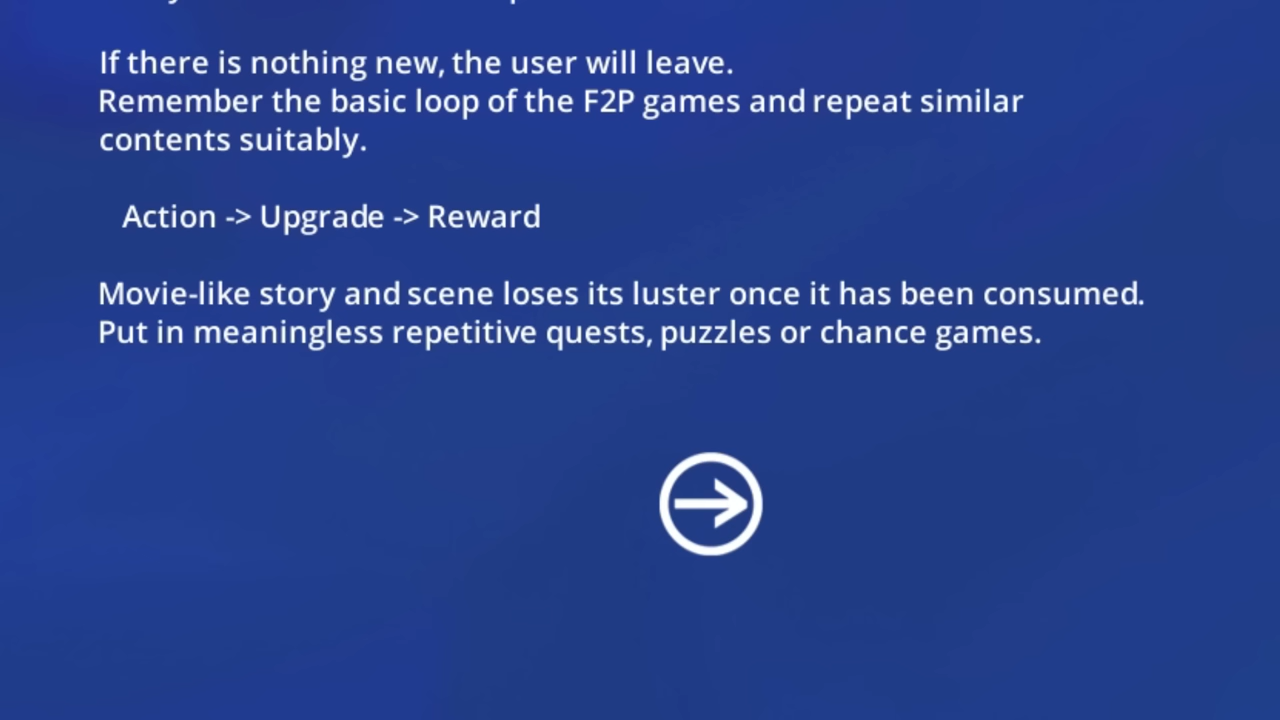 If there is nothing new, the user will leave.
Remember the basic loop of the F2P games and repeat similar
contents suitably.
Action -> Upgrade -> Reward
Movie-like story and scene loses its luster once it has been consumed.
Put in meaningless repetitive quests, puzzles or chance games.